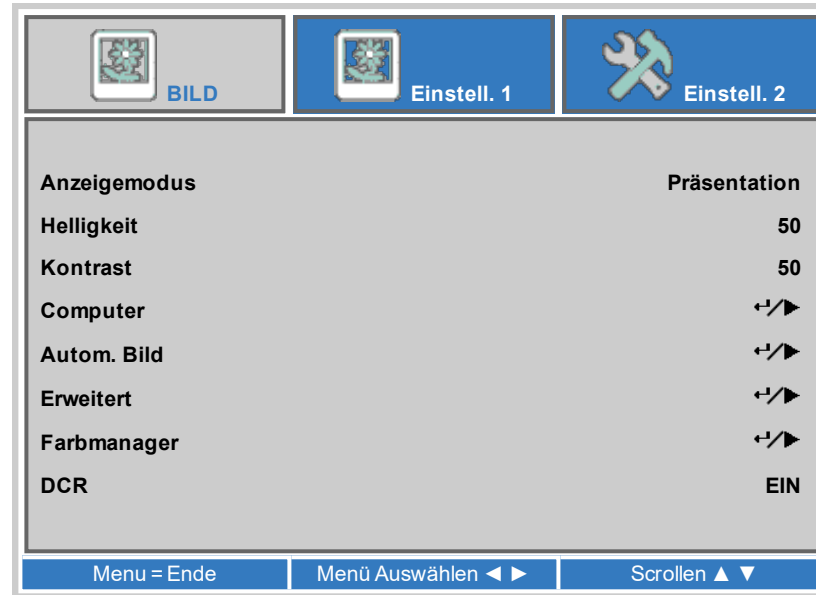 BILD Einstell. 1 Einstell. 2
Anzeigemodus Präsentation
Helligkeit 50
Kontrast 50
Computer ↵/▶
Autom. Bild ↵/▶
Erweitert ↵/▶
Farbmanager ↵/▶
DCR EIN
Menu = Ende Menü Auswählen ◀ ▶ Scrollen ▲ ▼